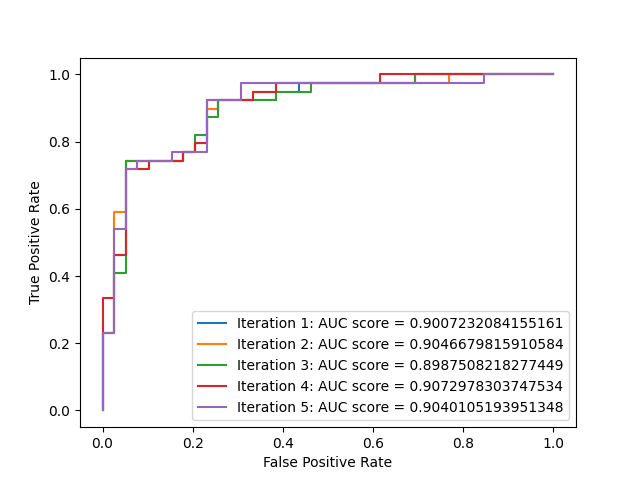 1.0
0.8
0.6
0.4
0.2
0.0
True Positive Rate
Iteration 1: AUC score = 0.9007232084155161
Iteration 2: AUC score = 0.9046679815910584
Iteration 3: AUC score = 0.8987508218277449
Iteration 4: AUC score = 0.9072978303747534
Iteration 5: AUC score = 0.9040105193951348
0.0 0.2 0.4 0.6 0.8 1.0
False Positive Rate